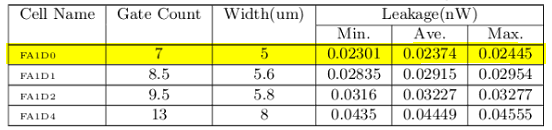 Cell Name Gate Count Width(um) Leakage(nW)
Min. Ave. Max.
FA1D0 7 5 0.02301 0.02374 0.02445
FA1D1 8.5 5.6 0.02835 0.02915 0.02954
FA1D2 9.5 5.8 0.0316 0.03227 0.03277
FA1D4 13 8 0.0435 0.04449 0.04555